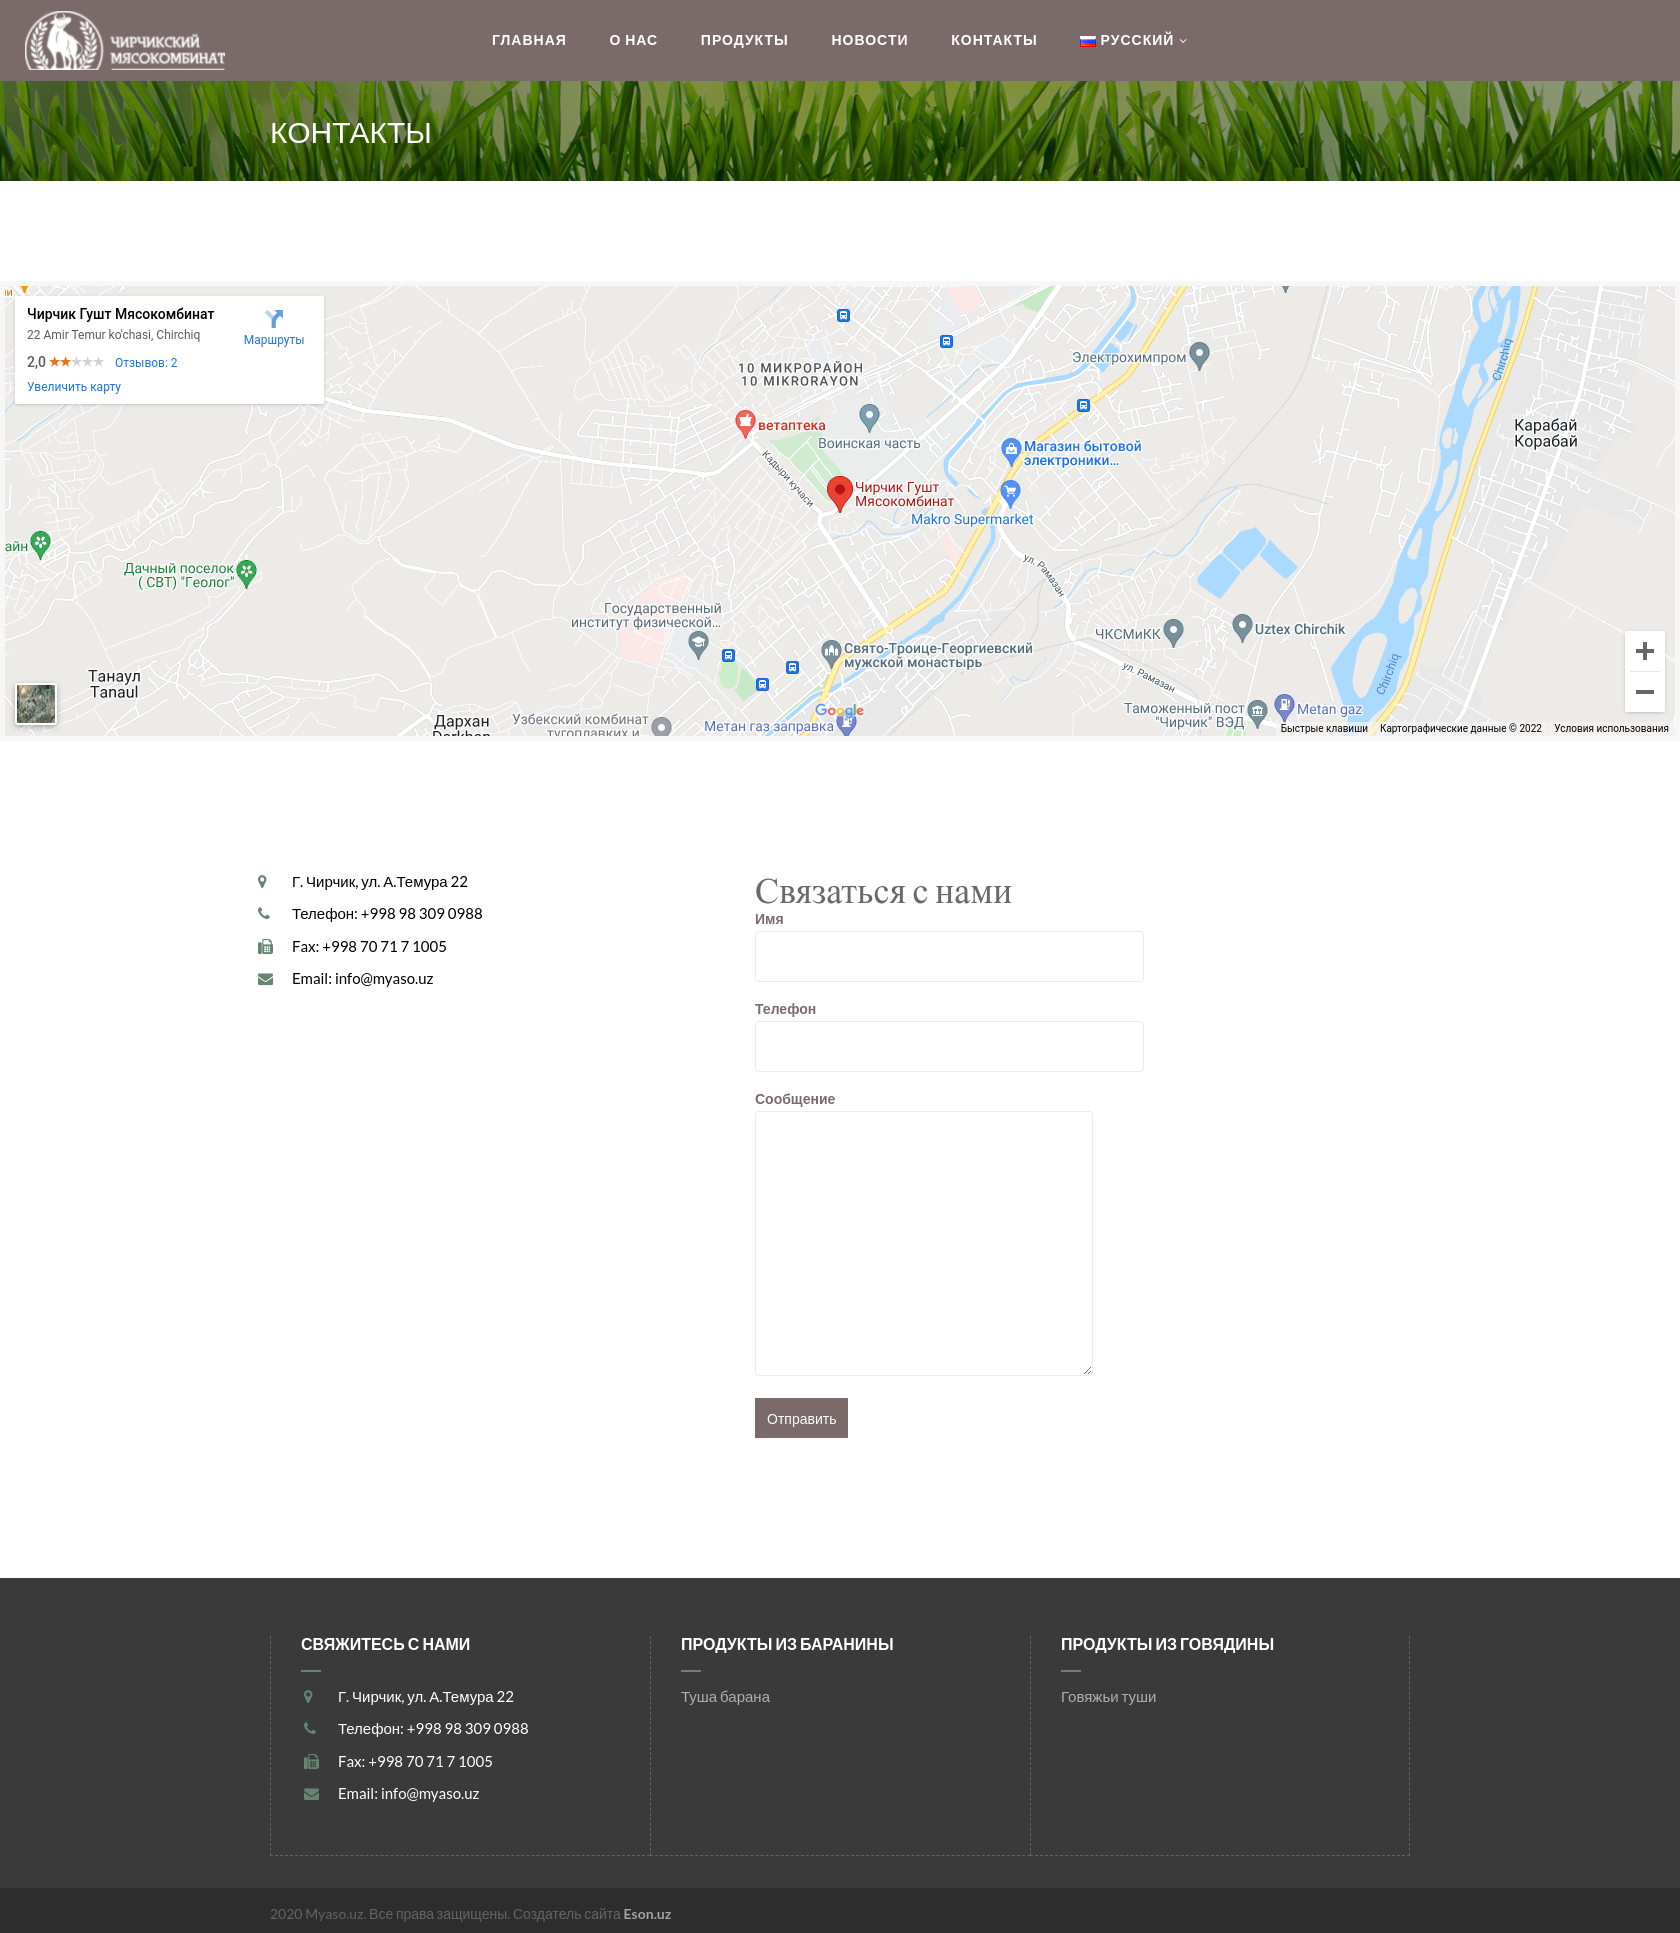 ЧИРЧИКСКИЙ
МЯСОКОМБИНАТ
ГЛАВНАЯ О НАС ПРОДУКТЫ НОВОСТИ КОНТАКТЫ РУССКИЙ
КОНТАКТЫ
Чирчик Гушт Мясокомбинат
22 Amir Temur ko'chasi, Chirchiq
Маршруты
2,0 Отзывов: 2
Увеличить карту
10 МИКРОРАЙОН
10 MIKRORAYON
Электрохимпром
Chirchiq
ветаптека
Воинская часть
Карабай
Корабай
Магазин бытовой
электроники...
Кадыри кучаси
Чирчик Гушт
Мясокомбинат
Makro Supermarket
айн
Дачный поселок
( СВТ) "Геолог"
ул. Рамазан
Государственный
институт физической...
ЧКСМиКК
Uztex Chirchik
Свято-Троице-Георгиевский
мужской монастырь
ул. Рамазан
Chirchiq
Танаул
Tanaul
Дархан
Dorkhan
Узбекский комбинат
тугоплавких и
Google
Метан газ заправка
Таможенный пост
"Чирчик" ВЭД
Metan gaz
Быстрые клавиши Картографические данные © 2022 Условия использования
Г. Чирчик, ул. А.Темура 22
Телефон: +998 98 309 0988
Fax: +998 70 71 7 1005
Email: info@myaso.uz
Связаться с нами
Имя
Телефон
Сообщение
Отправить
СВЯЖИТЕСЬ С НАМИ
Г. Чирчик, ул. А.Темура 22
Телефон: +998 98 309 0988
Fax: +998 70 71 7 1005
Email: info@myaso.uz
ПРОДУКТЫ ИЗ БАРАНИНЫ
Туша барана
ПРОДУКТЫ ИЗ ГОВЯДИНЫ
Говяжьи туши
2020 Myaso.uz. Все права защищены. Создатель сайта Eson.uz